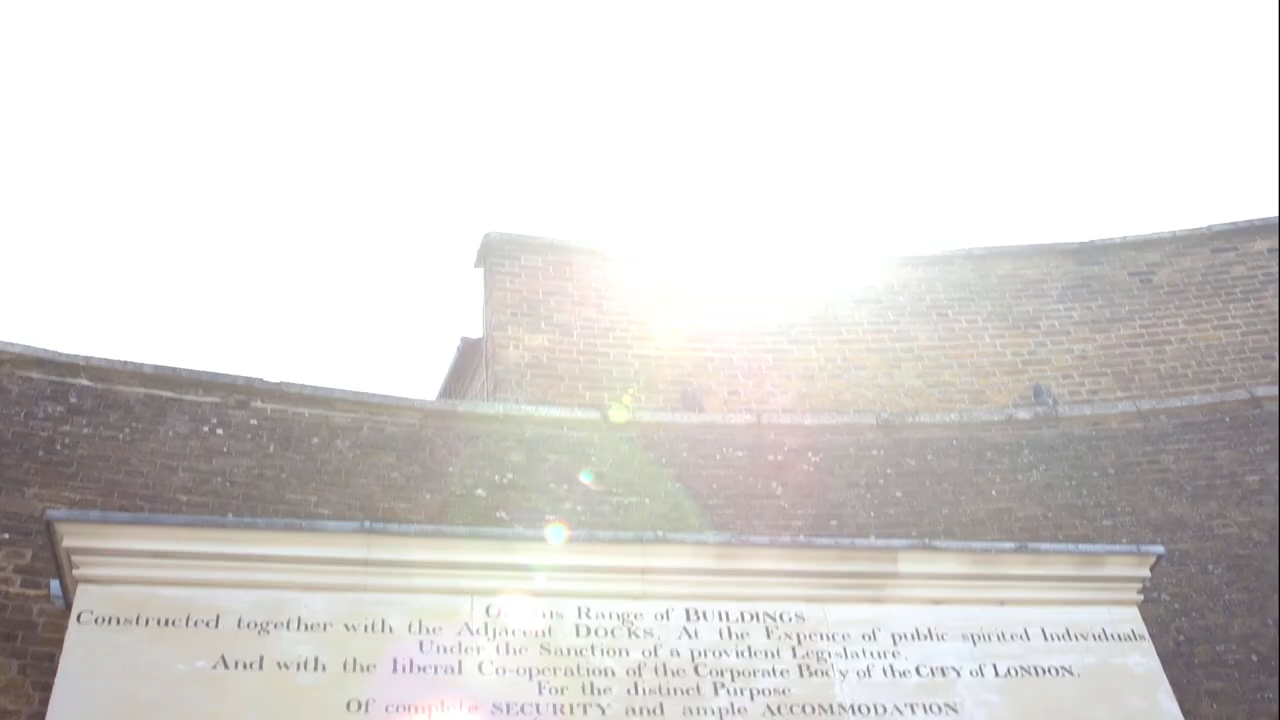 Range of BUILDINGS
Constructed together with the Adjacent DOCKS, At the Expence of public spirited Individuals
Under the Sanction of a provident Legislature,
And with the liberal Co-operation of the Corporate Body of the CITY of LONDON,
For the distinct Purpose
Of complete SECURITY and ample ACCOMMODATION